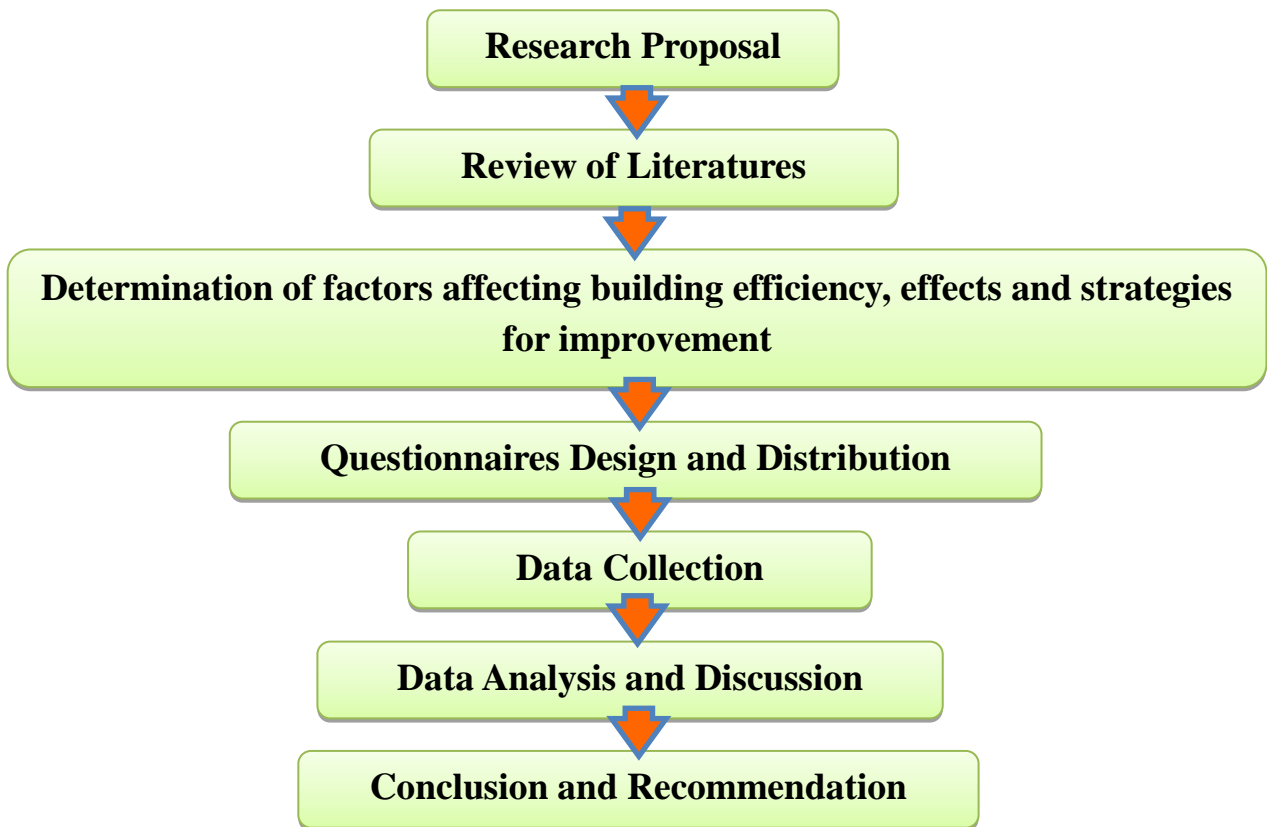 Research Proposal
Review of Literatures
Determination of factors affecting building efficiency, effects and strategies
for improvement
Questionnaires Design and Distribution
Data Collection
Data Analysis and Discussion
Conclusion and Recommendation